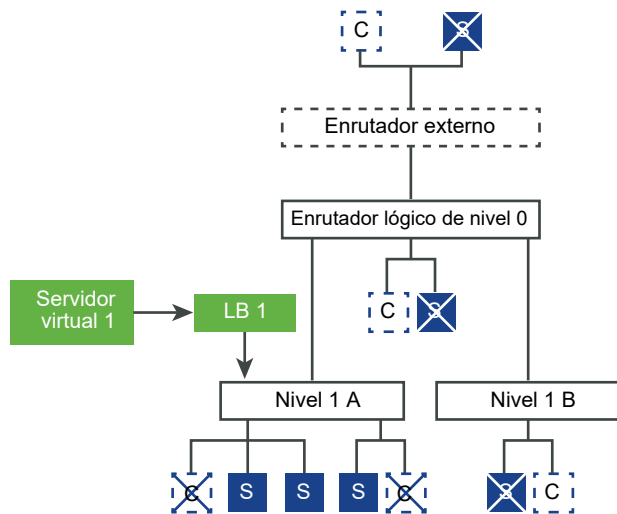 C
S
Enrutador externo
Enrutador lógico de nivel 0
C
S
Servidor
virtual 1
LB 1
Nivel 1 A
Nivel 1 B
C
S
S
S
C
S
C